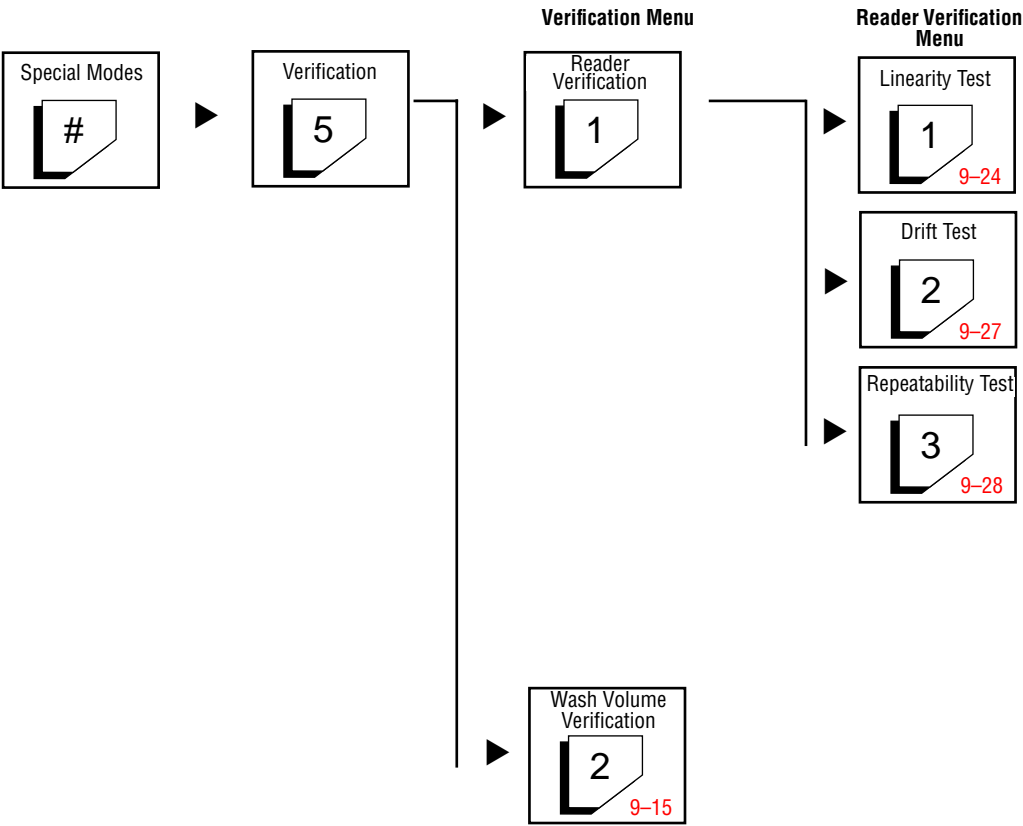 Verification Menu
Reader Verification
Menu
Special Modes
#
Verification
5
Reader
Verification
1
Linearity Test
1
9–24
Drift Test
2
9–27
Repeatability Test
3
9–28
Wash Volume
Verification
2
9–15